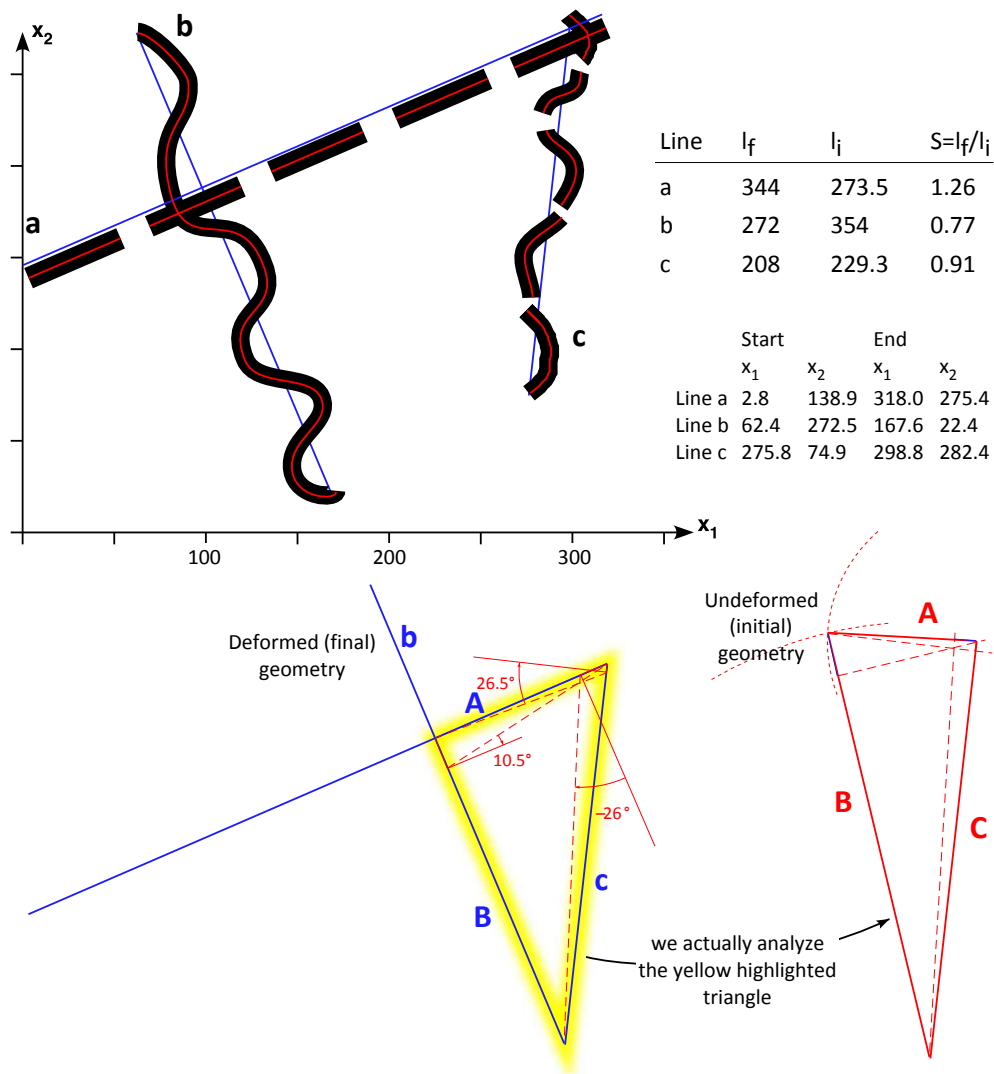 x2
b
a
c
100
200
300
x1
Line lf li S=lf/li
a 344 273.5 1.26
b 272 354 0.77
c 208 229.3 0.91
Start End
x1 x2 x1 x2
Line a 2.8 138.9 318.0 275.4
Line b 62.4 272.5 167.6 22.4
Line c 275.8 74.9 298.8 282.4
Deformed (final)
geometry
b
A
26.5°
10.5°
–26°
B
c
Undeformed
(initial)
geometry
A
B
C
we actually analyze
the yellow highlighted
triangle